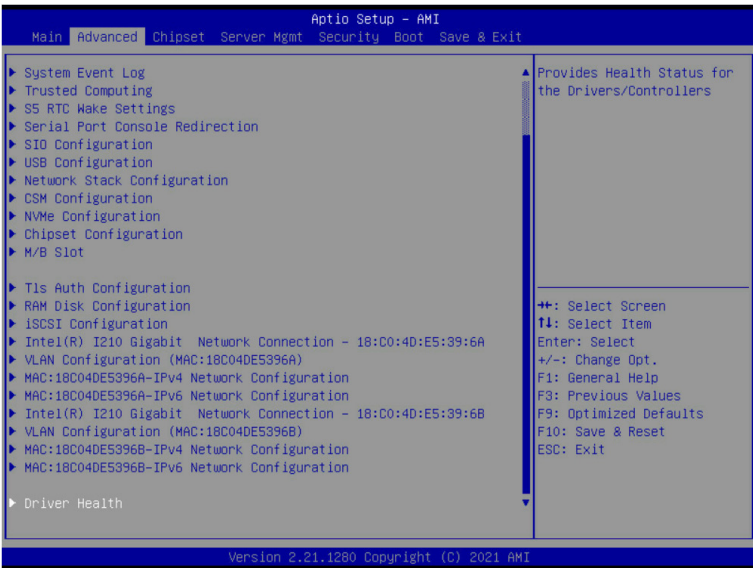 Aptio Setup – AMI
Main Advanced Chipset Server Mgmt Security Boot Save & Exit
System Event Log
Trusted Computing
S5 RTC Wake Settings
Serial Port Console Redirection
SIO Configuration
USB Configuration
Network Stack Configuration
CSM Configuration
NVMe Configuration
Chipset Configuration
M/B Slot
Tls Auth Configuration
RAM Disk Configuration
iSCSI Configuration
Intel(R) I210 Gigabit  Network Connection – 18:C0:4D:E5:39:6A
VLAN Configuration (MAC:18C04DE5396A)
MAC:18C04DE5396A-IPv4 Network Configuration
MAC:18C04DE5396A-IPv6 Network Configuration
Intel(R) I210 Gigabit  Network Connection – 18:C0:4D:E5:39:6B
VLAN Configuration (MAC:18C04DE5396B)
MAC:18C04DE5396B-IPv4 Network Configuration
MAC:18C04DE5396B-IPv6 Network Configuration
Driver Health
Provides Health Status for
the Drivers/Controllers
→←: Select Screen
↑↓: Select Item
Enter: Select
+/-: Change Opt.
F1: General Help
F3: Previous Values
F9: Optimized Defaults
F10: Save & Reset
ESC: Exit
Version 2.21.1280 Copyright (C) 2021 AMI